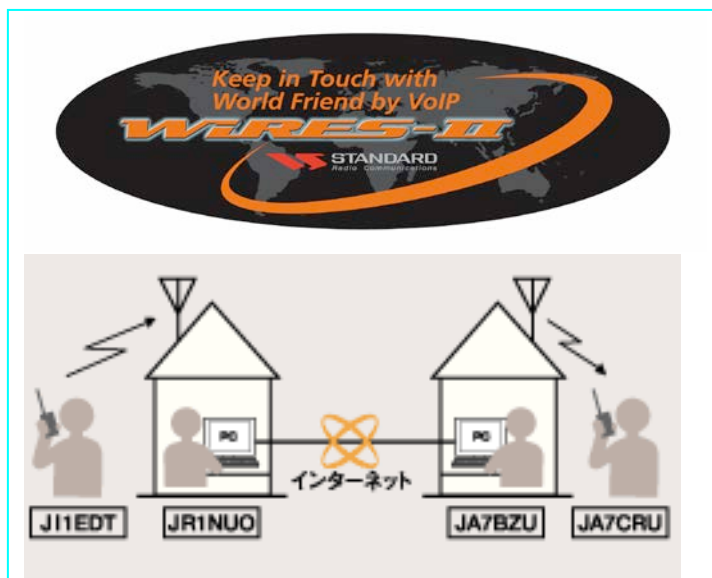 Keep in Touch with
World Friend by VoIP
WiRES-II
STANDARD
Radio Communications
PC
PC
インターネット
JI1EDT
JR1NUO
JA7BZU
JA7CRU